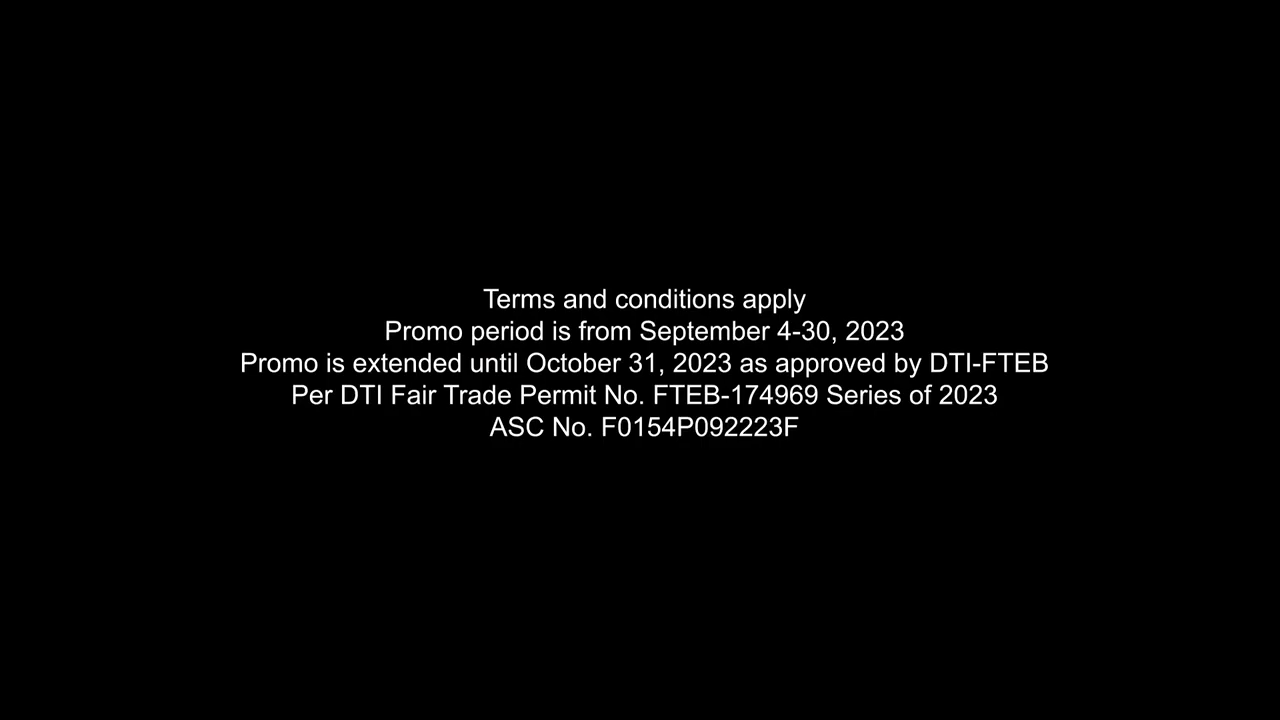 Terms and conditions apply
Promo period is from September 4-30, 2023
Promo is extended until October 31, 2023 as approved by DTI-FTEB
Per DTI Fair Trade Permit No. FTEB-174969 Series of 2023
ASC No. F0154P092223F